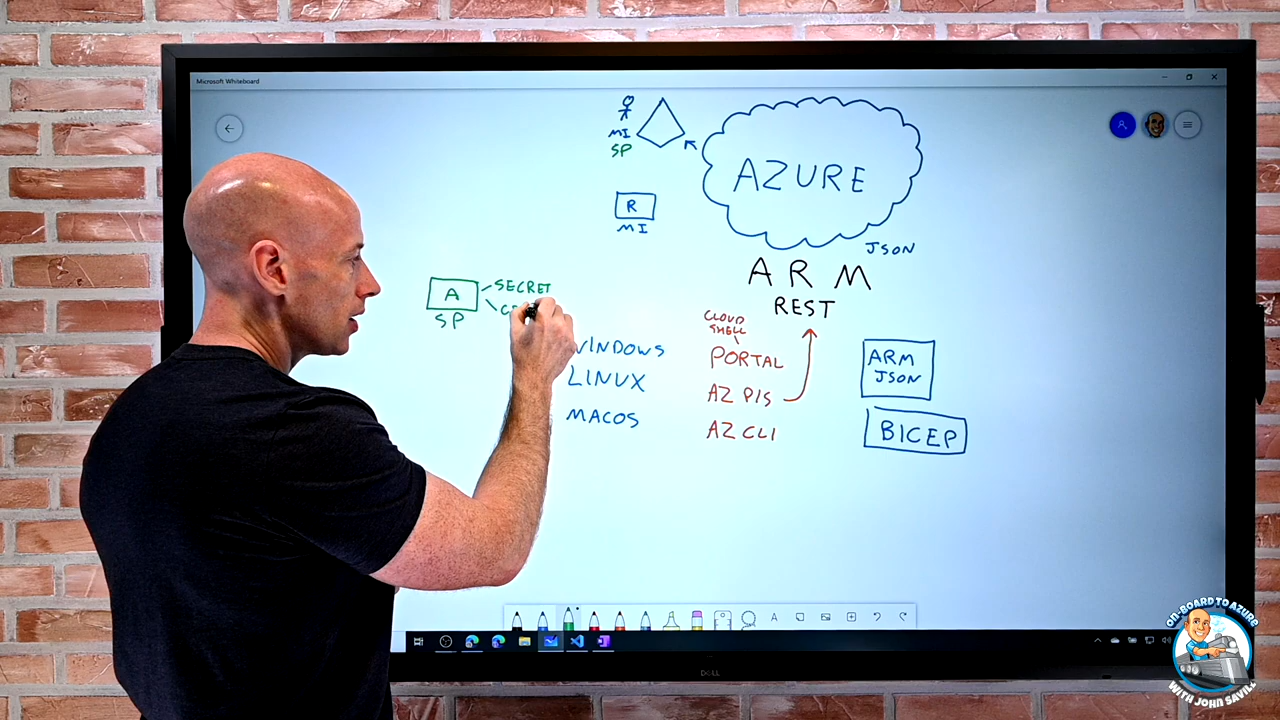 Microsoft Whiteboard
MI
SP
AZURE
R
MI
JSON
ARM
REST
A
SECRET
SP
CLOUD
SHELL
WINDOWS
PORTAL
ARM
JSON
LINUX
AZ P
MACOS
AZ CLI
BICEP
A
DELL
ON-BOARD TO AZURE
WITH JOHN SAVILL